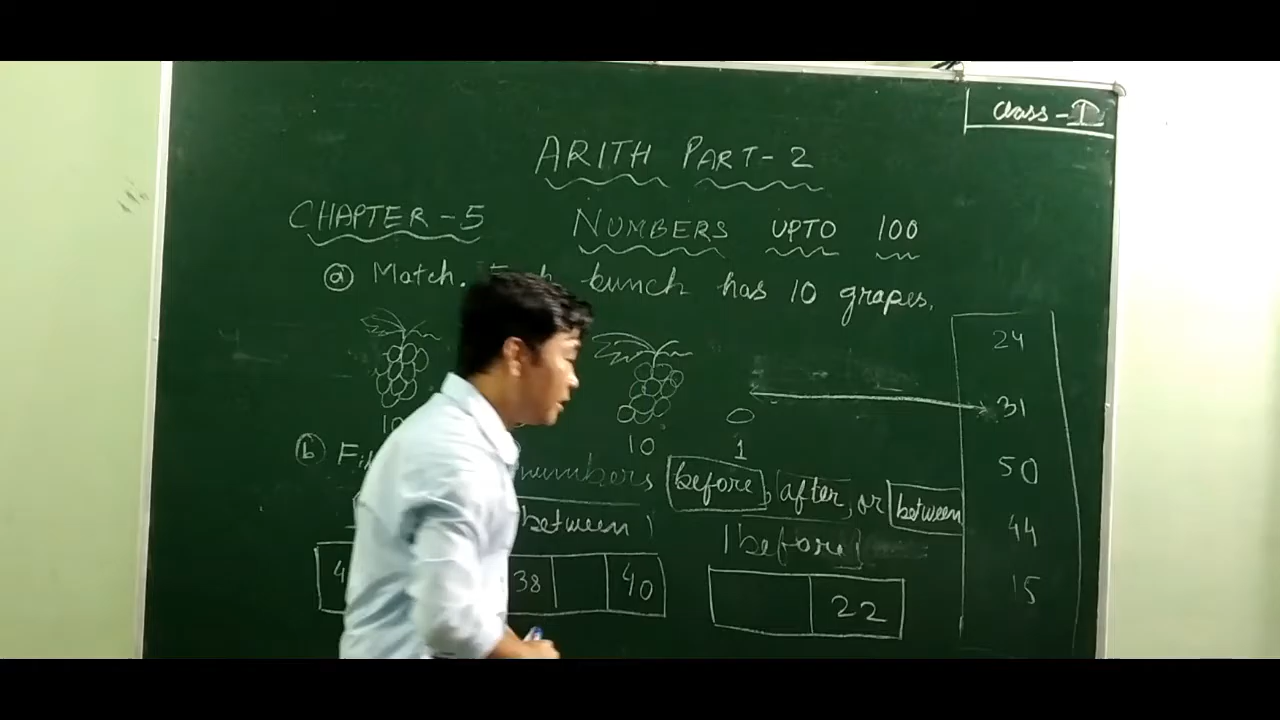 Class - I
ARITH PART - 2
CHAPTER - 5 NUMBERS UPTO 100
ⓐ Match. bunch has 10 grapes.
24
31
10 10 1
50
ⓑ numbers before, after, or between
44
between before
15
4 38 40 22